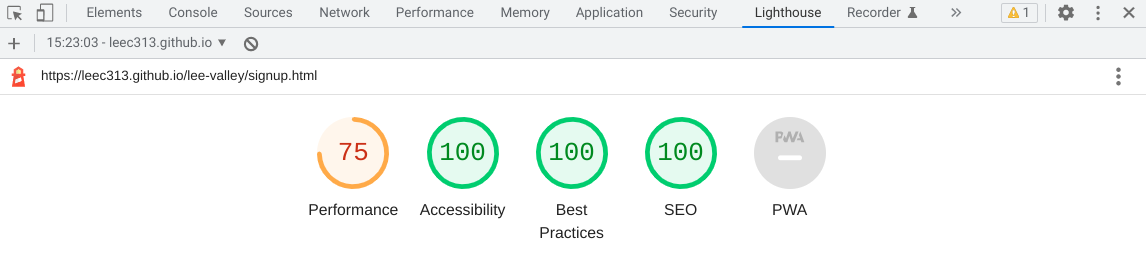 Elements Console Sources Network Performance Memory Application Security Lighthouse Recorder 1
15:23:03 - leec313.github.io
https://leec313.github.io/lee-valley/signup.html
75 100 100 100 PWA
Performance Accessibility Best SEO PWA
Practices